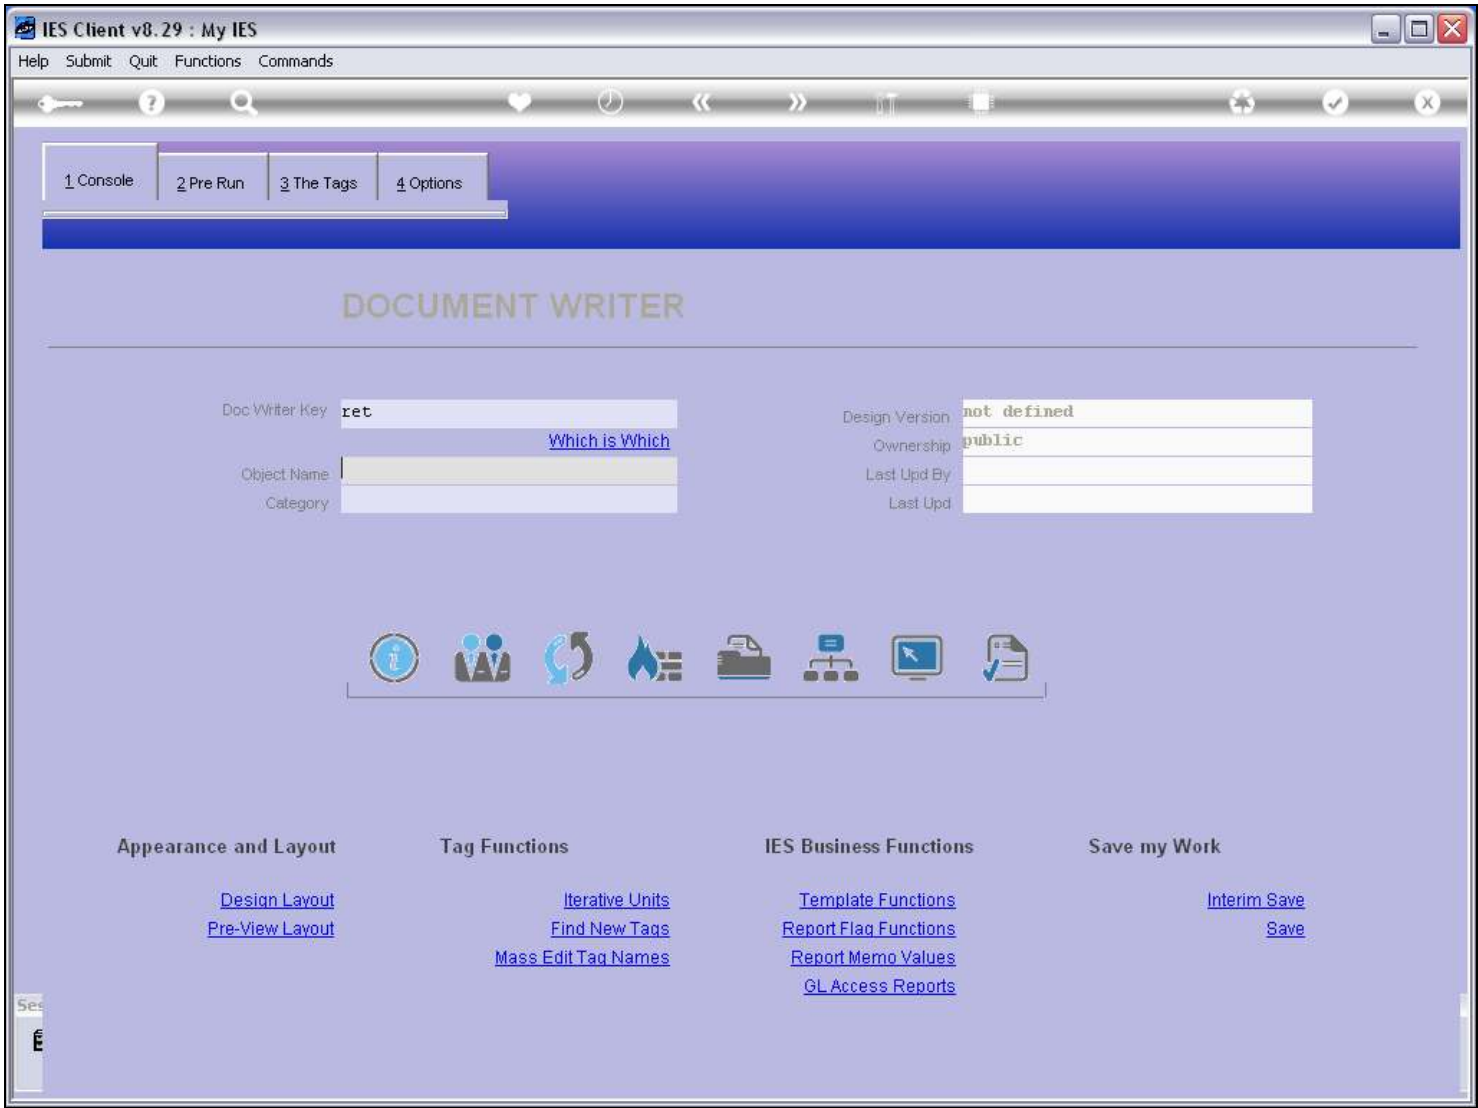 IES Client v8.29 : My IES
Help Submit Quit Functions Commands
1 Console
2 Pre Run
3 The Tags
4 Options
DOCUMENT WRITER
Doc Writer Key ret
Which is Which
Object Name
Category
Design Version not defined
Ownership public
Last Upd By
Last Upd
Appearance and Layout
Design Layout
Pre-View Layout
Tag Functions
Iterative Units
Find New Tags
Mass Edit Tag Names
IES Business Functions
Template Functions
Report Flag Functions
Report Memo Values
GL Access Reports
Save my Work
Interim Save
Save